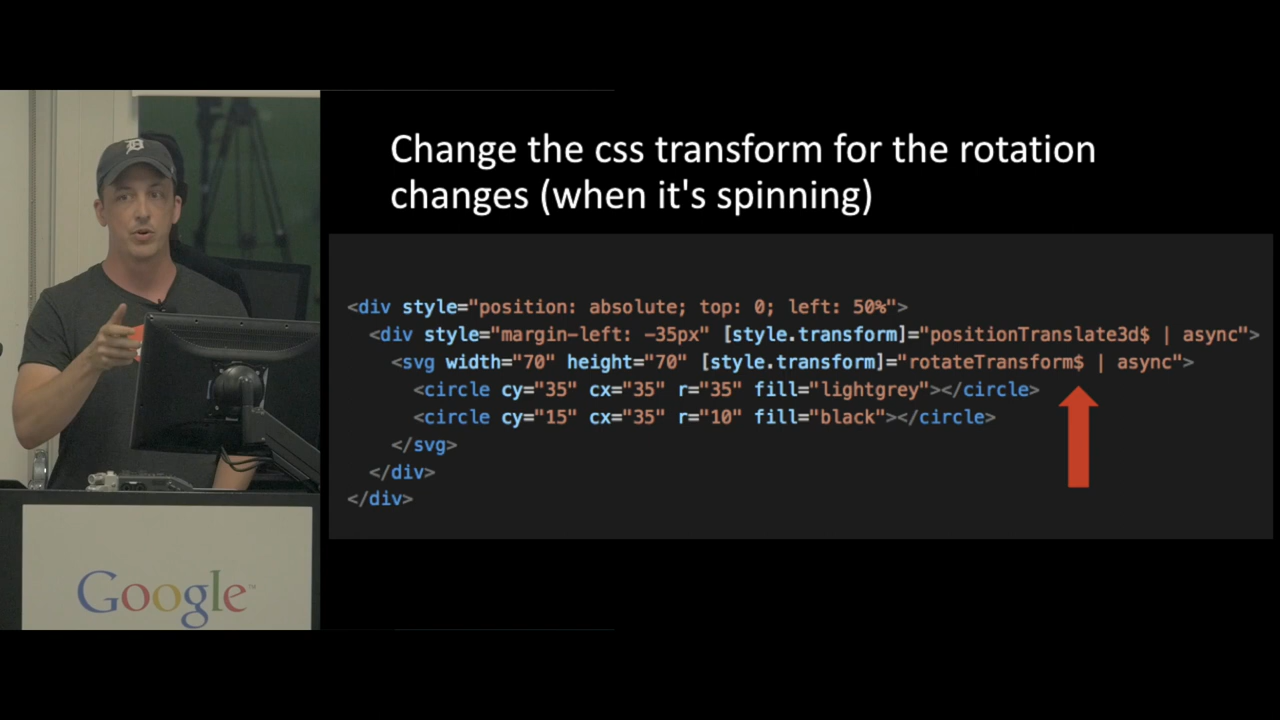 Change the css transform for the rotation
changes (when it's spinning)
<div style="position: absolute; top: 0; left: 50%">
<div style="margin-left: -35px" [style.transform]="positionTranslate3d$ | async">
<svg width="70" height="70" [style.transform]="rotateTransform$ | async">
<circle cy="35" cx="35" r="35" fill="lightgrey"></circle>
<circle cy="15" cx="35" r="10" fill="black"></circle>
</svg>
</div>
</div>
D
Google™